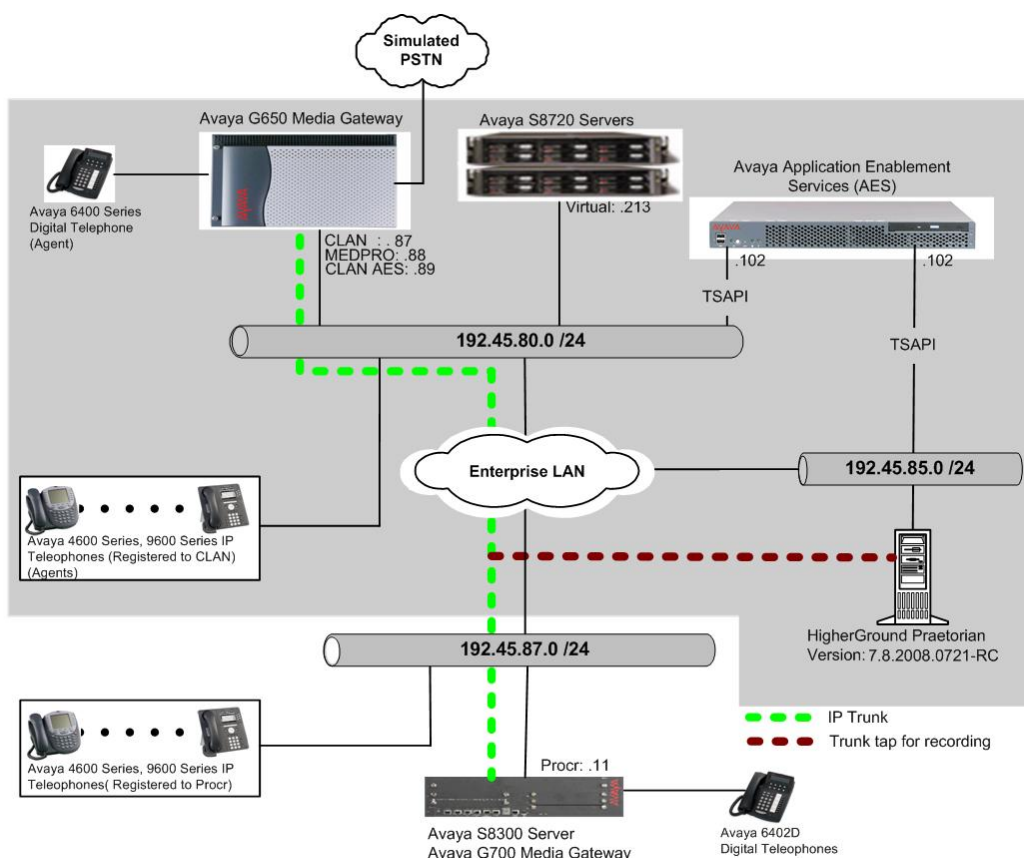 Simulated
PSTN
Avaya G650 Media Gateway
Avaya S8720 Servers
Avaya Application Enablement
Services (AES)
Avaya 6400 Series
Digital Telephone
(Agent)
Virtual: .213
CLAN : . 87
MEDPRO: .88
CLAN AES: .89
.102
.102
TSAPI
TSAPI
192.45.80.0 /24
Enterprise LAN
192.45.85.0 /24
Avaya 4600 Series, 9600 Series IP
Teleophones (Registered to CLAN)
(Agents)
HigherGround Praetorian
Version: 7.8.2008.0721-RC
192.45.87.0 /24
IP Trunk
Trunk tap for recording
Avaya 4600 Series, 9600 Series IP
Teleophones( Registered to Procr)
Procr: .11
AVAYA
Avaya S8300 Server
Avaya G700 Media Gateway
Avaya 6402D
Digital Telephones